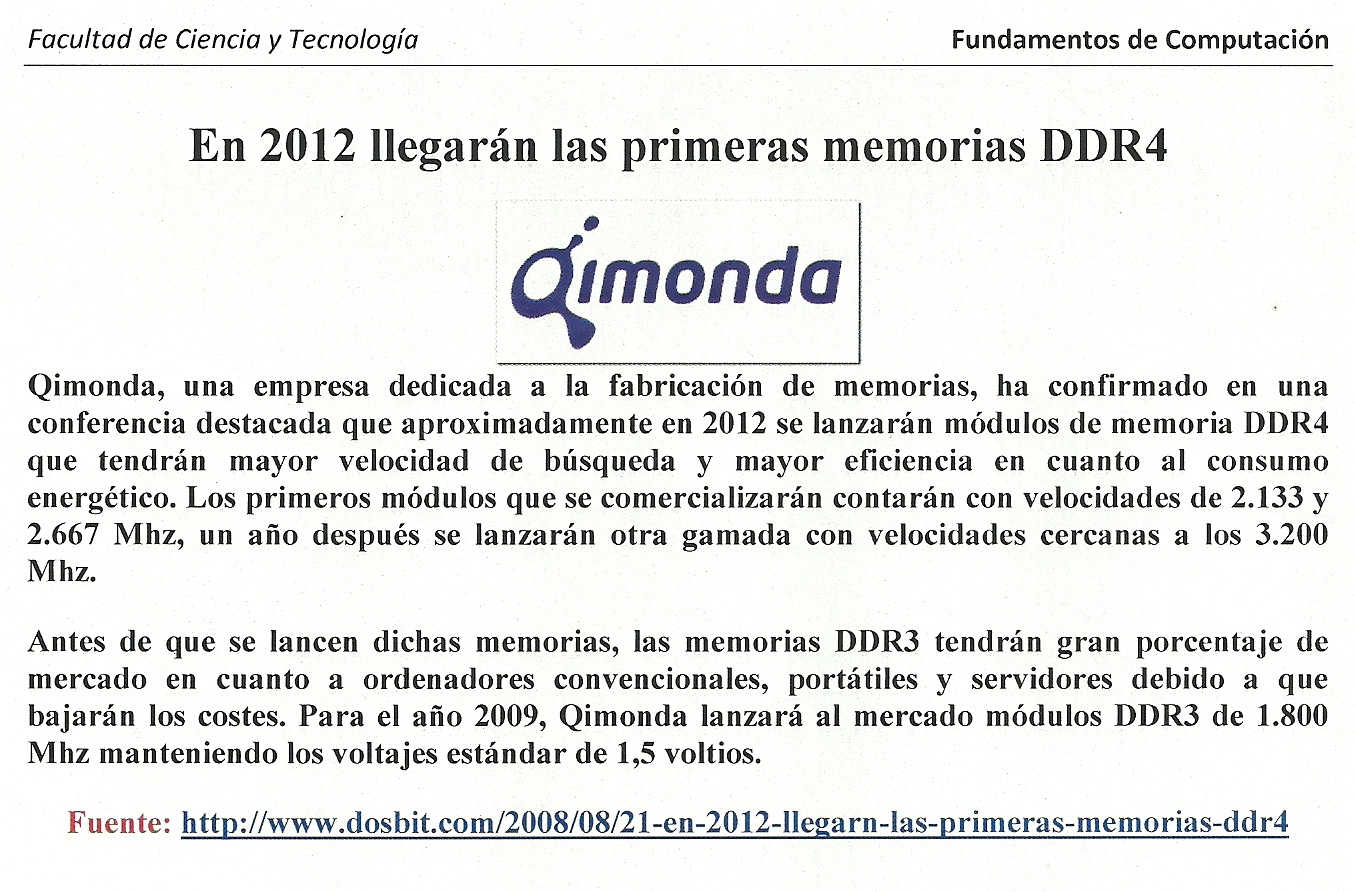 Facultad de Ciencia y Tecnología
Fundamentos de Computación
En 2012 llegarán las primeras memorias DDR4
Qimonda
Qimonda, una empresa dedicada a la fabricación de memorias, ha confirmado en una
conferencia destacada que aproximadamente en 2012 se lanzarán módulos de memoria DDR4
que tendrán mayor velocidad de búsqueda y mayor eficiencia en cuanto al consumo
energético. Los primeros módulos que se comercializarán contarán con velocidades de 2.133 y
2.667 Mhz, un año después se lanzarán otra gamada con velocidades cercanas a los 3.200
Mhz.
Antes de que se lancen dichas memorias, las memorias DDR3 tendrán gran porcentaje de
mercado en cuanto a ordenadores convencionales, portátiles y servidores debido a que
bajarán los costes. Para el año 2009, Qimonda lanzará al mercado módulos DDR3 de 1.800
Mhz manteniendo los voltajes estándar de 1,5 voltios.
Fuente: http://www.dosbit.com/2008/08/21-en-2012-llegarn-las-primeras-memorias-ddr4